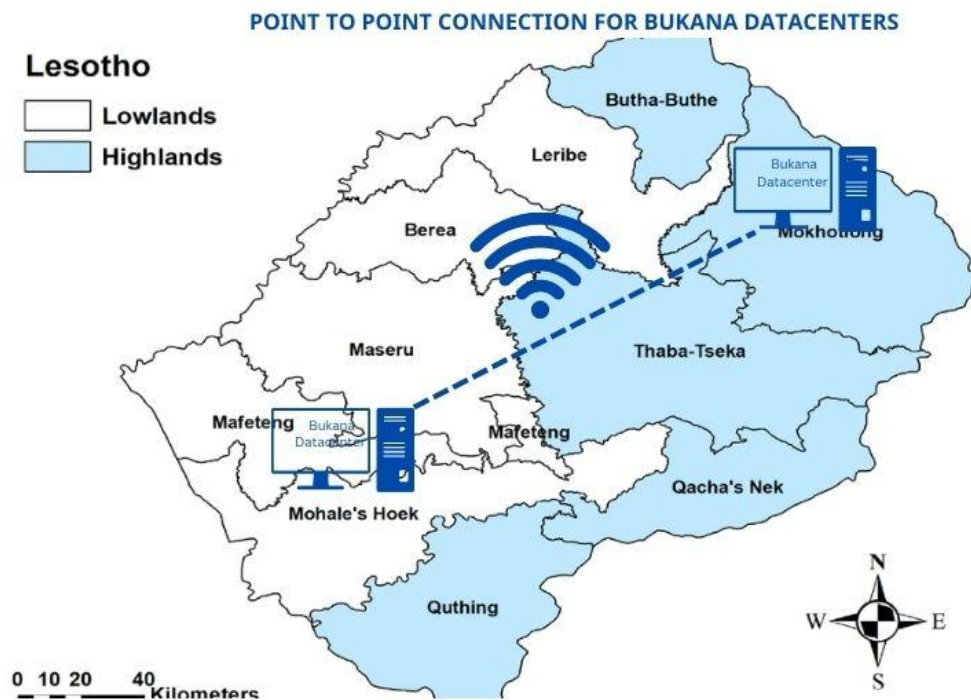 POINT TO POINT CONNECTION FOR BUKANA DATACENTERS
Lesotho
Lowlands
Highlands
Butha-Buthe
Leribe
Bukana
Datacenter
Berea
Mokhotlong
Maseru
Thaba-Tseka
Mafeteng
Bukana
Datacenter
Mafeteng
Qacha's Nek
Mohale's Hoek
Quthing
N
W
E
S
0 10 20 40
Kilometers